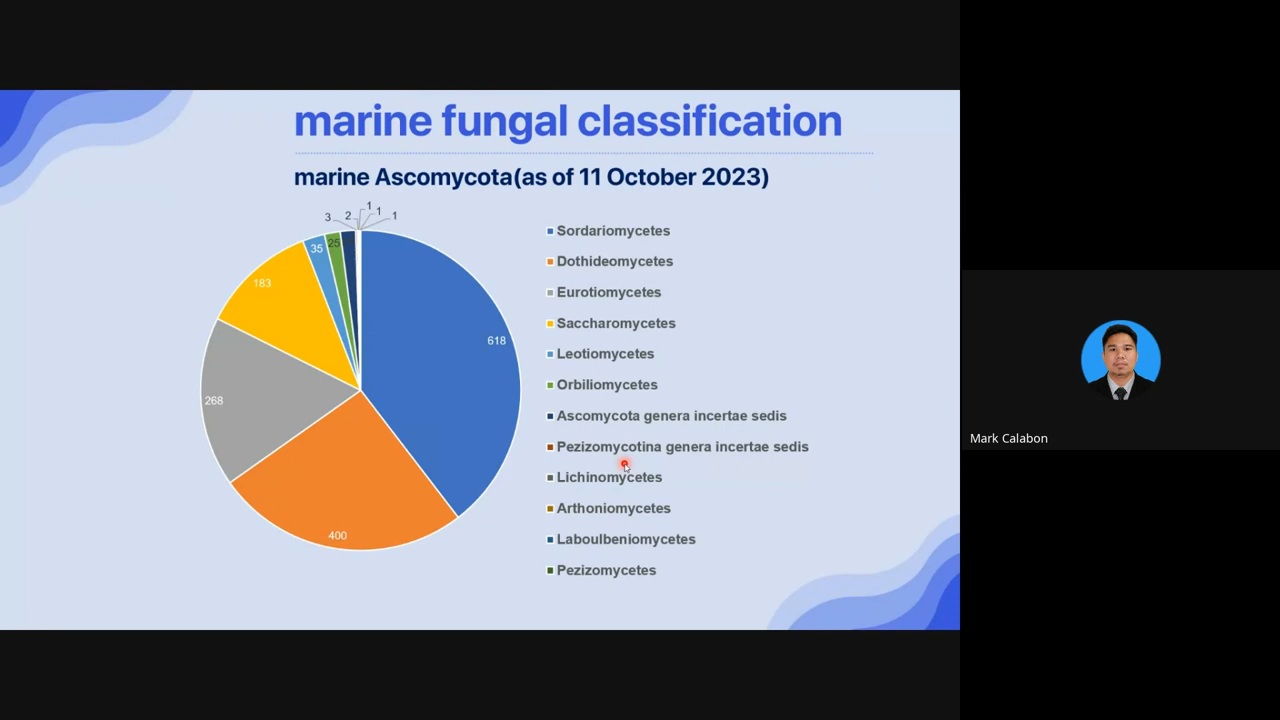 marine fungal classification
marine Ascomycota(as of 11 October 2023)
3 2 1 1 1
35 25
183
618
268
400
Sordariomycetes
Dothideomycetes
Eurotiomycetes
Saccharomycetes
Leotiomycetes
Orbiliomycetes
Ascomycota genera incertae sedis
Pezizomycotina genera incertae sedis
Lichinomycetes
Arthoniomycetes
Laboulbeniomycetes
Pezizomycetes
Mark Calabon